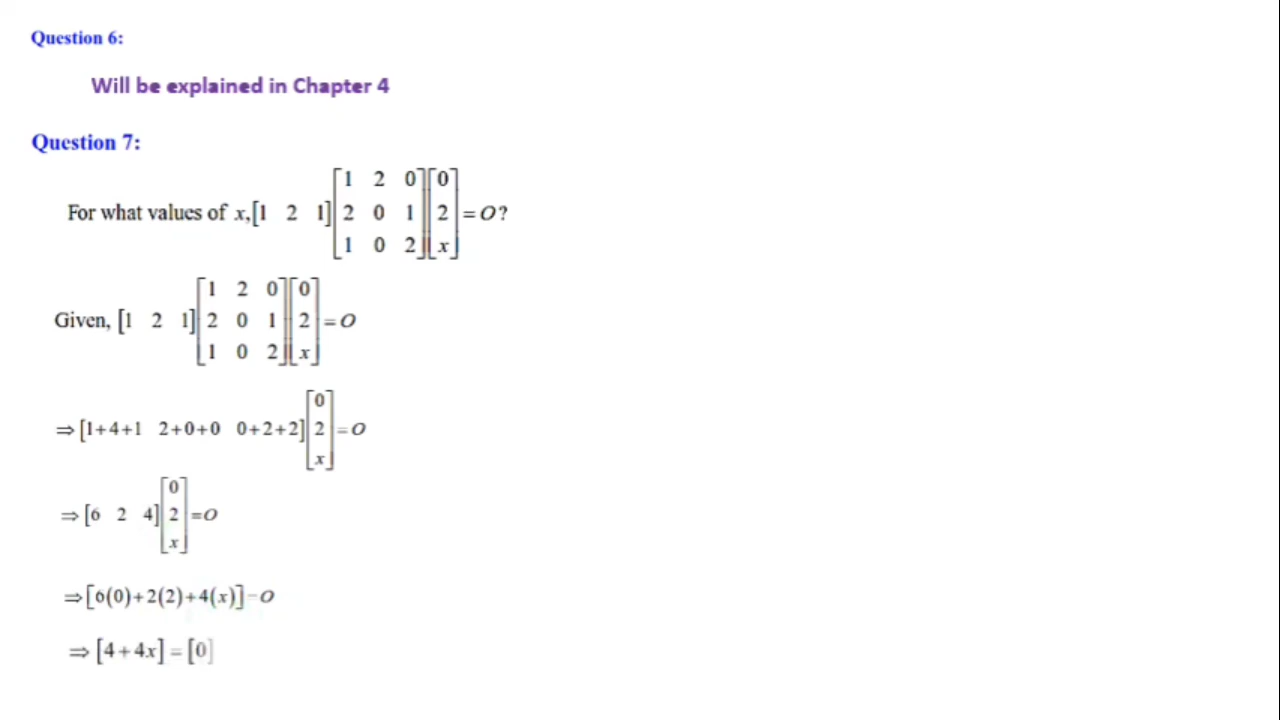 Question 6:
Will be explained in Chapter 4
Question 7:
For what values of x, [1 2 1] [1 2 0; 2 0 1; 1 0 2] [0; 2; x] = O?
Given, [1 2 1] [1 2 0; 2 0 1; 1 0 2] [0; 2; x] = O
⇒ [1+4+1 2+0+0 0+2+2] [0; 2; x] = O
⇒ [6 2 4] [0; 2; x] = O
⇒ [6(0)+2(2)+4(x)] = O
⇒ [4+4x] = [0]